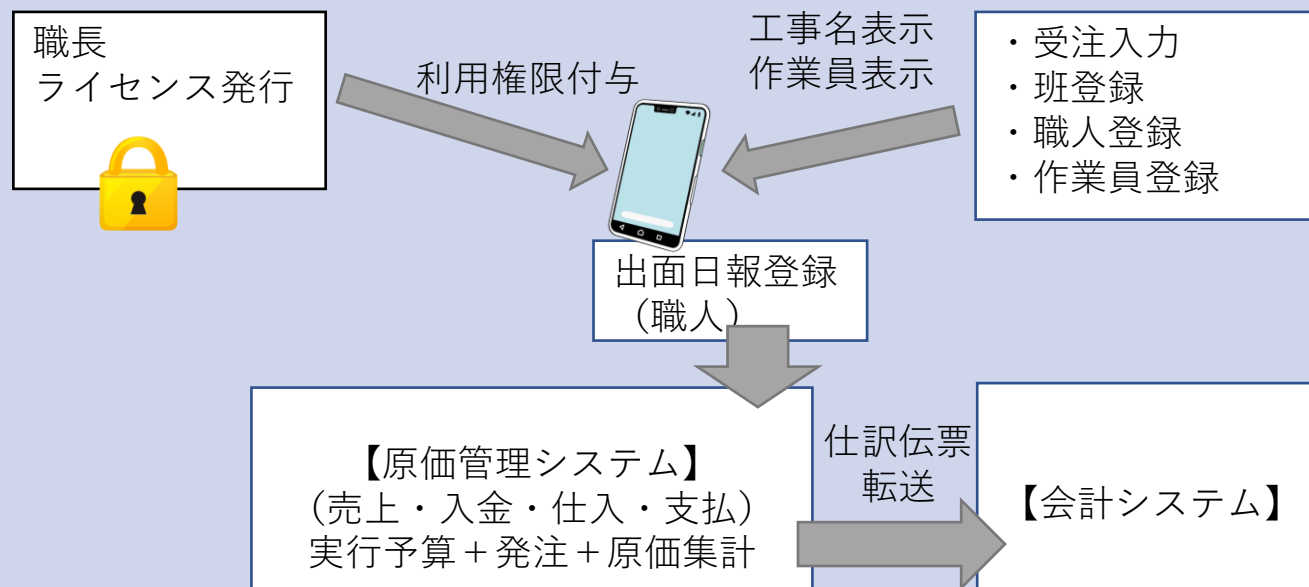 職長
ライセンス発行
利用権限付与
工事名表示
作業員表示
・受注入力
・班登録
・職人登録
・作業員登録
出面日報登録
（職人）
【原価管理システム】
（売上・入金・仕入・支払）
実行予算＋発注＋原価集計
仕訳伝票
転送
【会計システム】